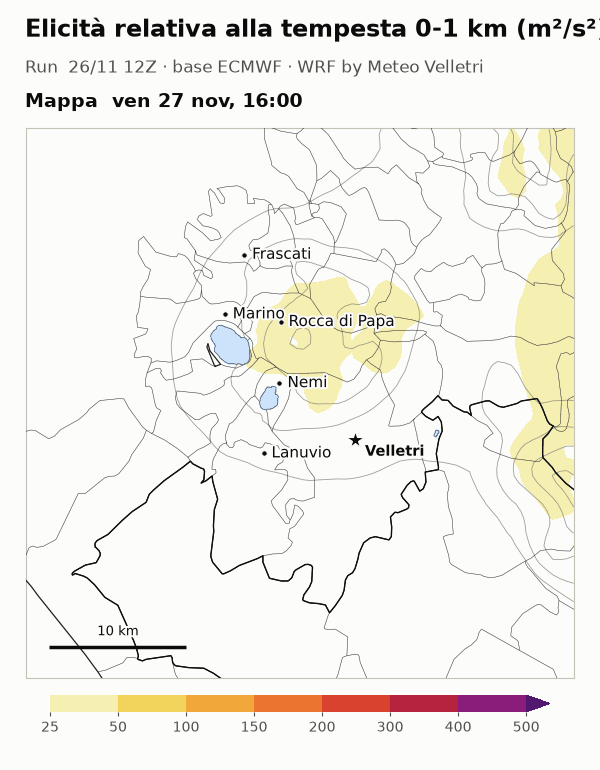 Elicità relativa alla tempesta 0-1 km (m²/s²)
Run  26/11 12Z · base ECMWF · WRF by Meteo Velletri
Mappa  ven 27 nov, 16:00
Frascati
Marino
Rocca di Papa
Nemi
Lanuvio
Velletri
10 km
25 50 100 150 200 300 400 500